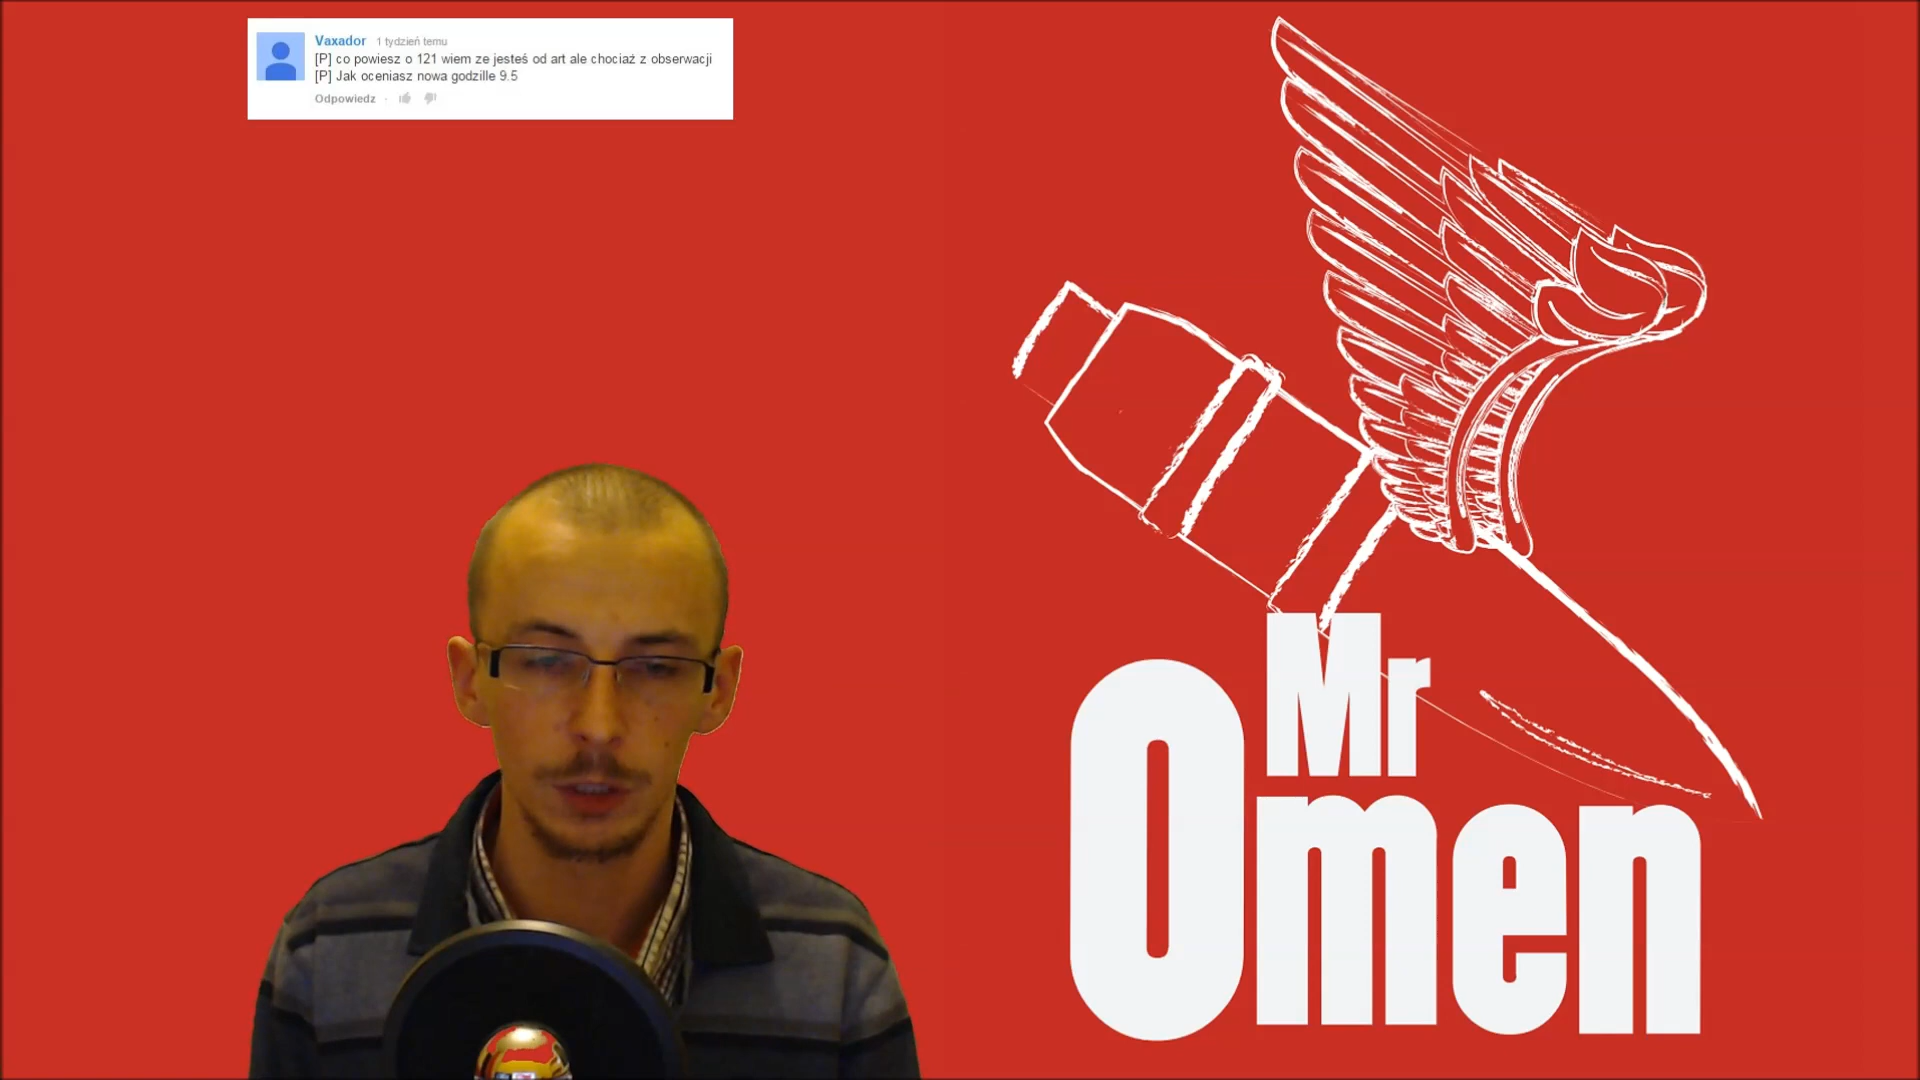 Vaxador 1 tydzień temu
[P] co powiesz o 121 wiem ze jesteś od art ale chociaż z obserwacji
[P] Jak oceniasz nowa godzille 9.5
Odpowiedz ·
Mr
Omen